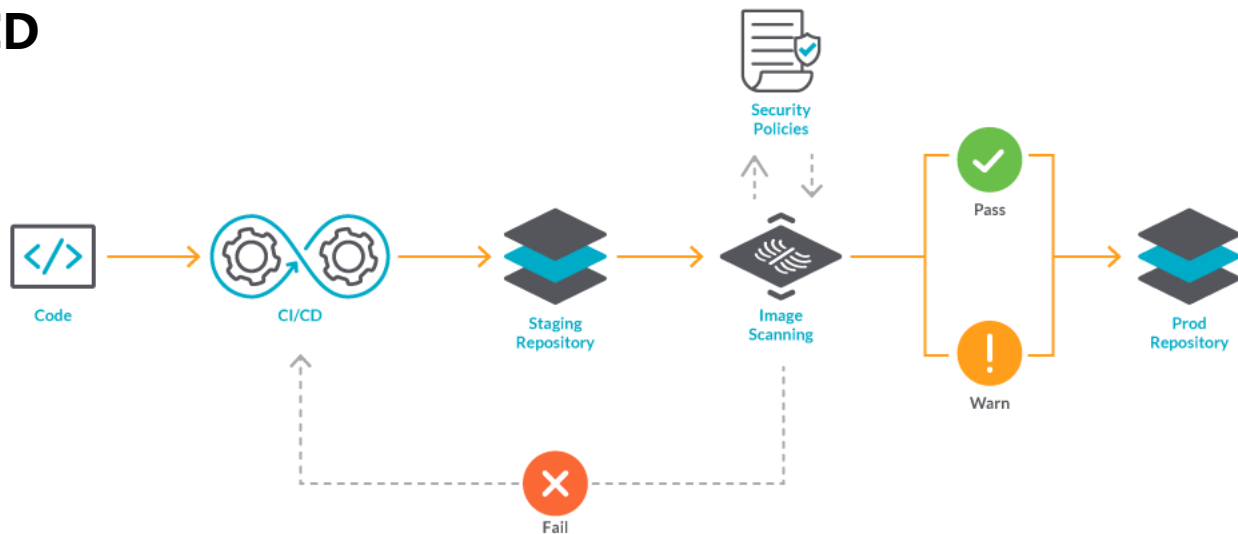 Security
Policies
Pass
Code
CI/CD
Staging
Repository
Image
Scanning
Prod
Repository
Warn
Fail